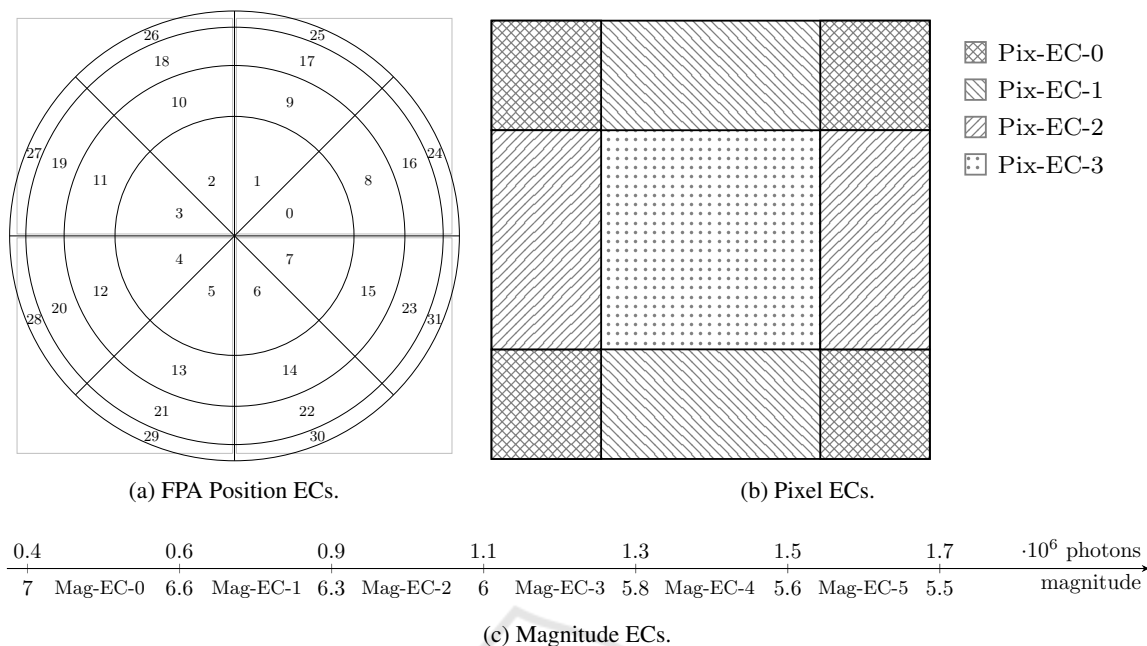 26 25
18 17
10 9
27 19 11 2 1 8 16 24
3 0
4 7
28 20 12 5 6 15 23 31
13 14
21 22
29 30
(a) FPA Position ECs.
Pix-EC-0
Pix-EC-1
Pix-EC-2
Pix-EC-3
(b) Pixel ECs.
0.4 0.6 0.9 1.1 1.3 1.5 1.7 ·10⁶ photons
7 Mag-EC-0 6.6 Mag-EC-1 6.3 Mag-EC-2 6 Mag-EC-3 5.8 Mag-EC-4 5.6 Mag-EC-5 5.5 magnitude
(c) Magnitude ECs.